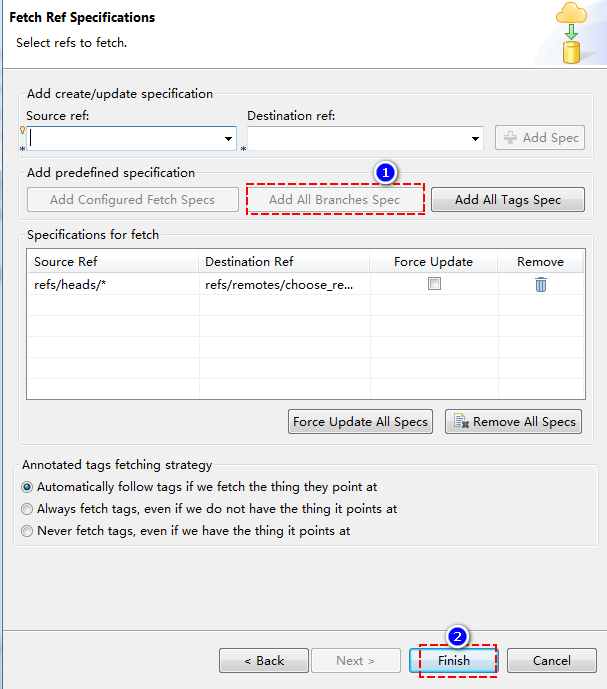 Fetch Ref Specifications
Select refs to fetch.
Add create/update specification
Source ref:
Destination ref:
Add Spec
Add predefined specification
1
Add Configured Fetch Specs
Add All Branches Spec
Add All Tags Spec
Specifications for fetch
Source Ref
Destination Ref
Force Update
Remove
refs/heads/*
refs/remotes/choose_re...
Force Update All Specs
Remove All Specs
Annotated tags fetching strategy
Automatically follow tags if we fetch the thing they point at
Always fetch tags, even if we do not have the thing it points at
Never fetch tags, even if we have the thing it points at
2
< Back
Next >
Finish
Cancel